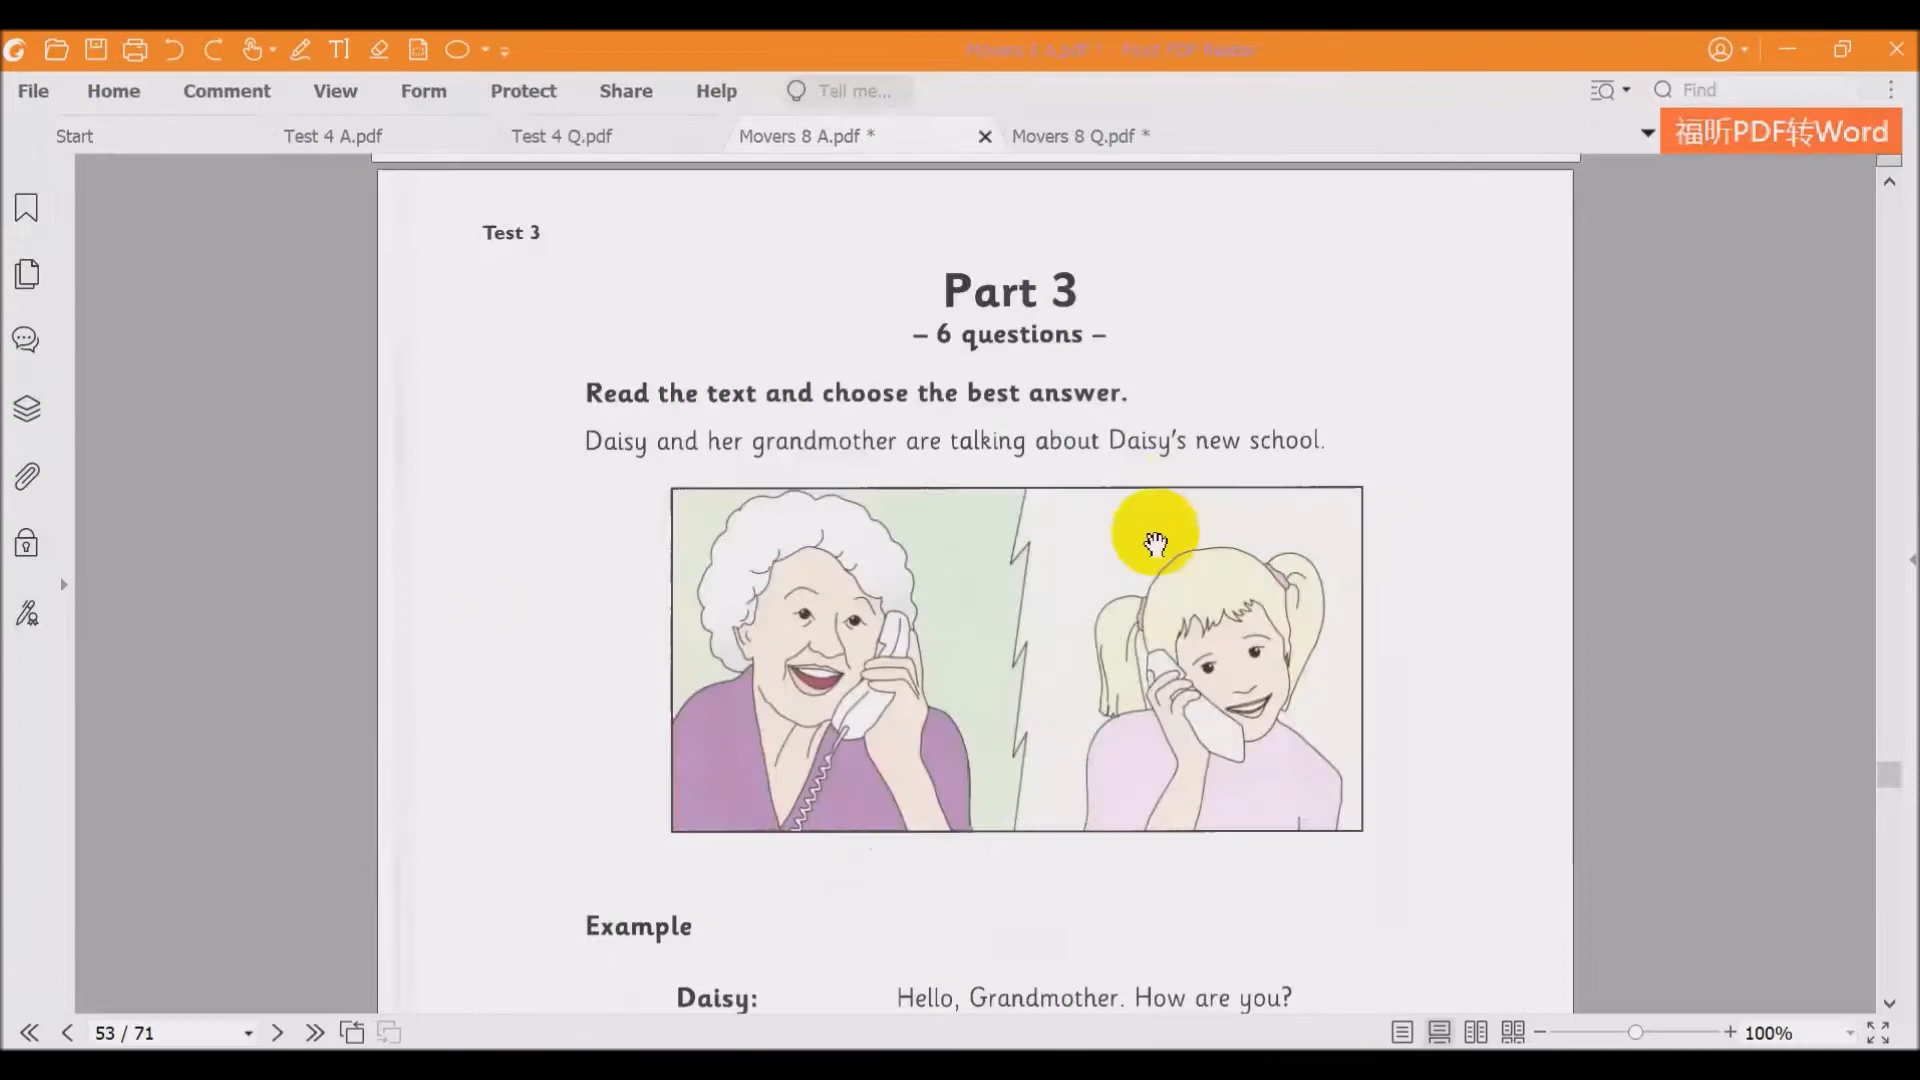 File Home Comment View Form Protect Share Help Tell me... Find
Start Test 4 A.pdf Test 4 Q.pdf Movers 8 A.pdf * Movers 8 Q.pdf * 福昕PDF转Word
Test 3
Part 3
– 6 questions –
Read the text and choose the best answer.
Daisy and her grandmother are talking about Daisy's new school.
Example
Daisy: Hello, Grandmother. How are you?
53 / 71 100%